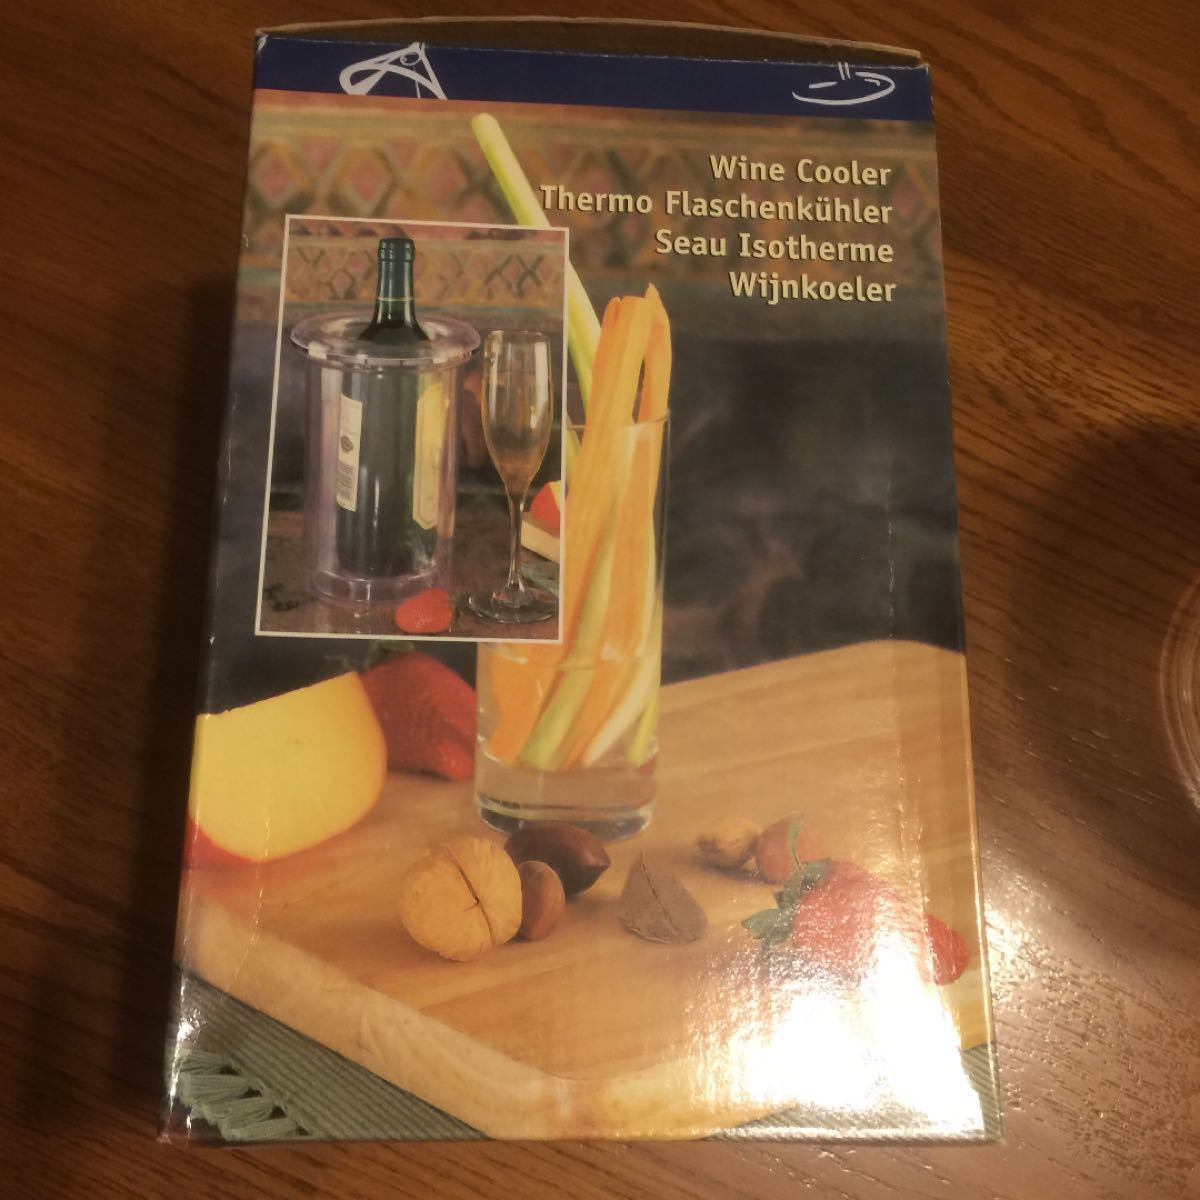 Wine Cooler
Thermo Flaschenkühler
Seau Isotherme
Wijnkoeler